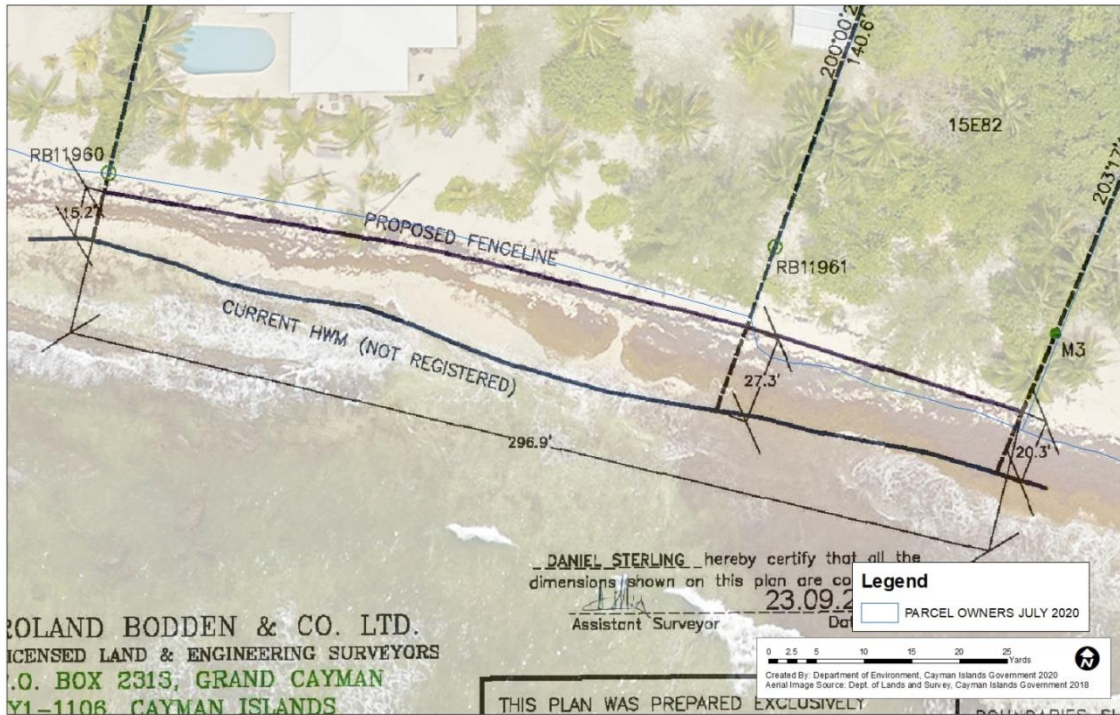 200°00'2
140.6
15E82
203°17'
RB11960
15.2'
PROPOSED FENCELINE
RB11961
CURRENT HWM (NOT REGISTERED)
M3
27.3'
20.3'
296.9'
DANIEL STERLING hereby certify that all the
dimensions shown on this plan are co
23.09.2
Assistant Surveyor
Dat
Legend
PARCEL OWNERS JULY 2020
ROLAND BODDEN & CO. LTD.
LICENSED LAND & ENGINEERING SURVEYORS
P.O. BOX 2313, GRAND CAYMAN
KY1-1106, CAYMAN ISLANDS
0 2.5 5 10 15 20 25
Yards
N
Created By: Department of Environment, Cayman Islands Government 2020
Aerial Image Source: Dept. of Lands and Survey, Cayman Islands Government 2018
THIS PLAN WAS PREPARED EXCLUSIVELY